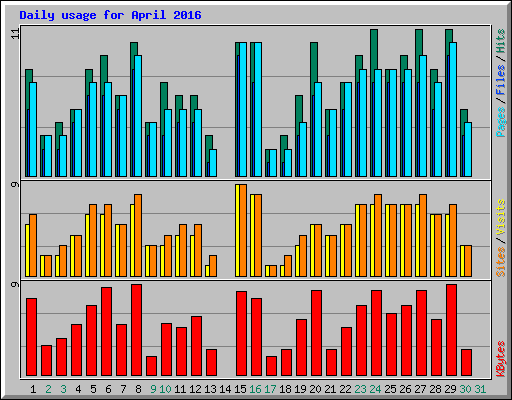 Daily usage for April 2016
11
Pages / Files / Hits
9
Sites / Visits
9
KBytes
1 2 3 4 5 6 7 8 9 10 11 12 13 14 15 16 17 18 19 20 21 22 23 24 25 26 27 28 29 30 31